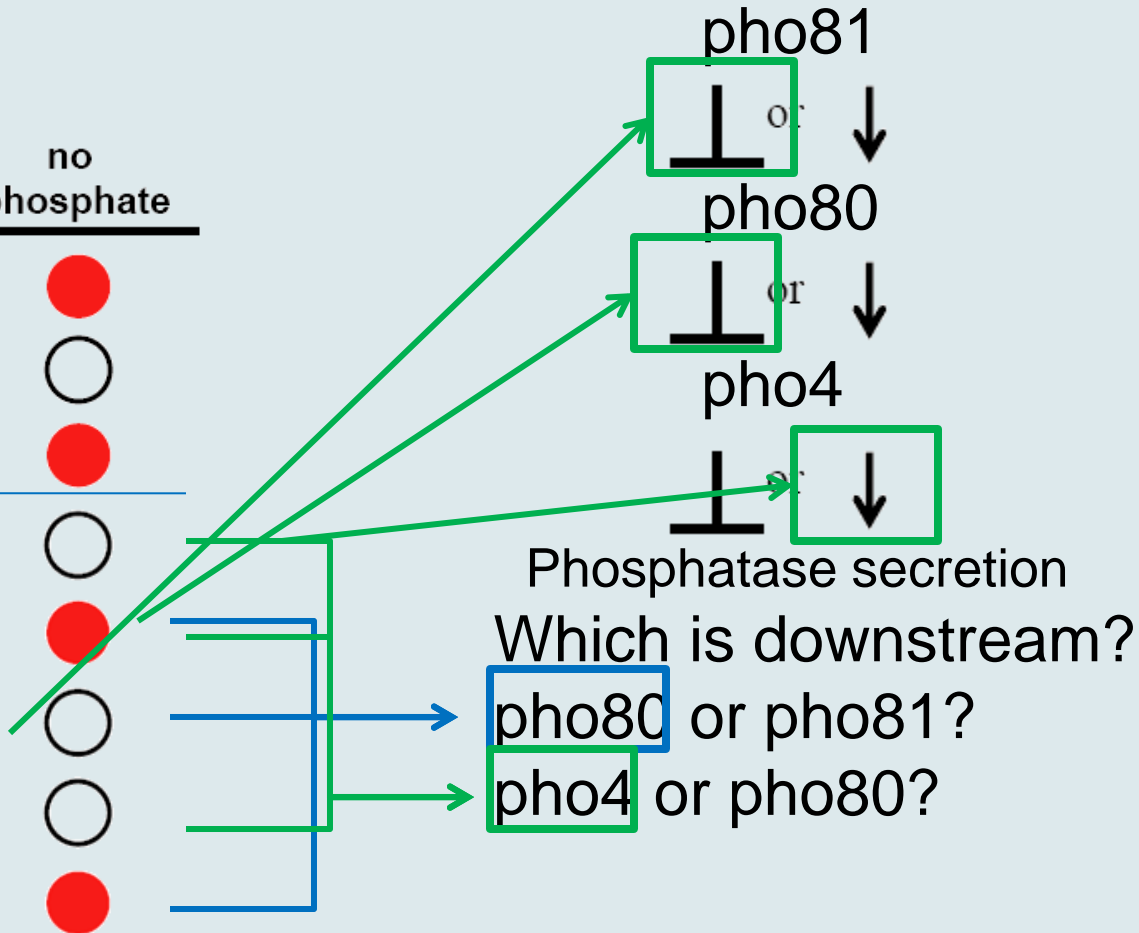 no
phosphate
pho81
or
pho80
or
pho4
or
Phosphatase secretion
Which is downstream?
pho80 or pho81?
pho4 or pho80?